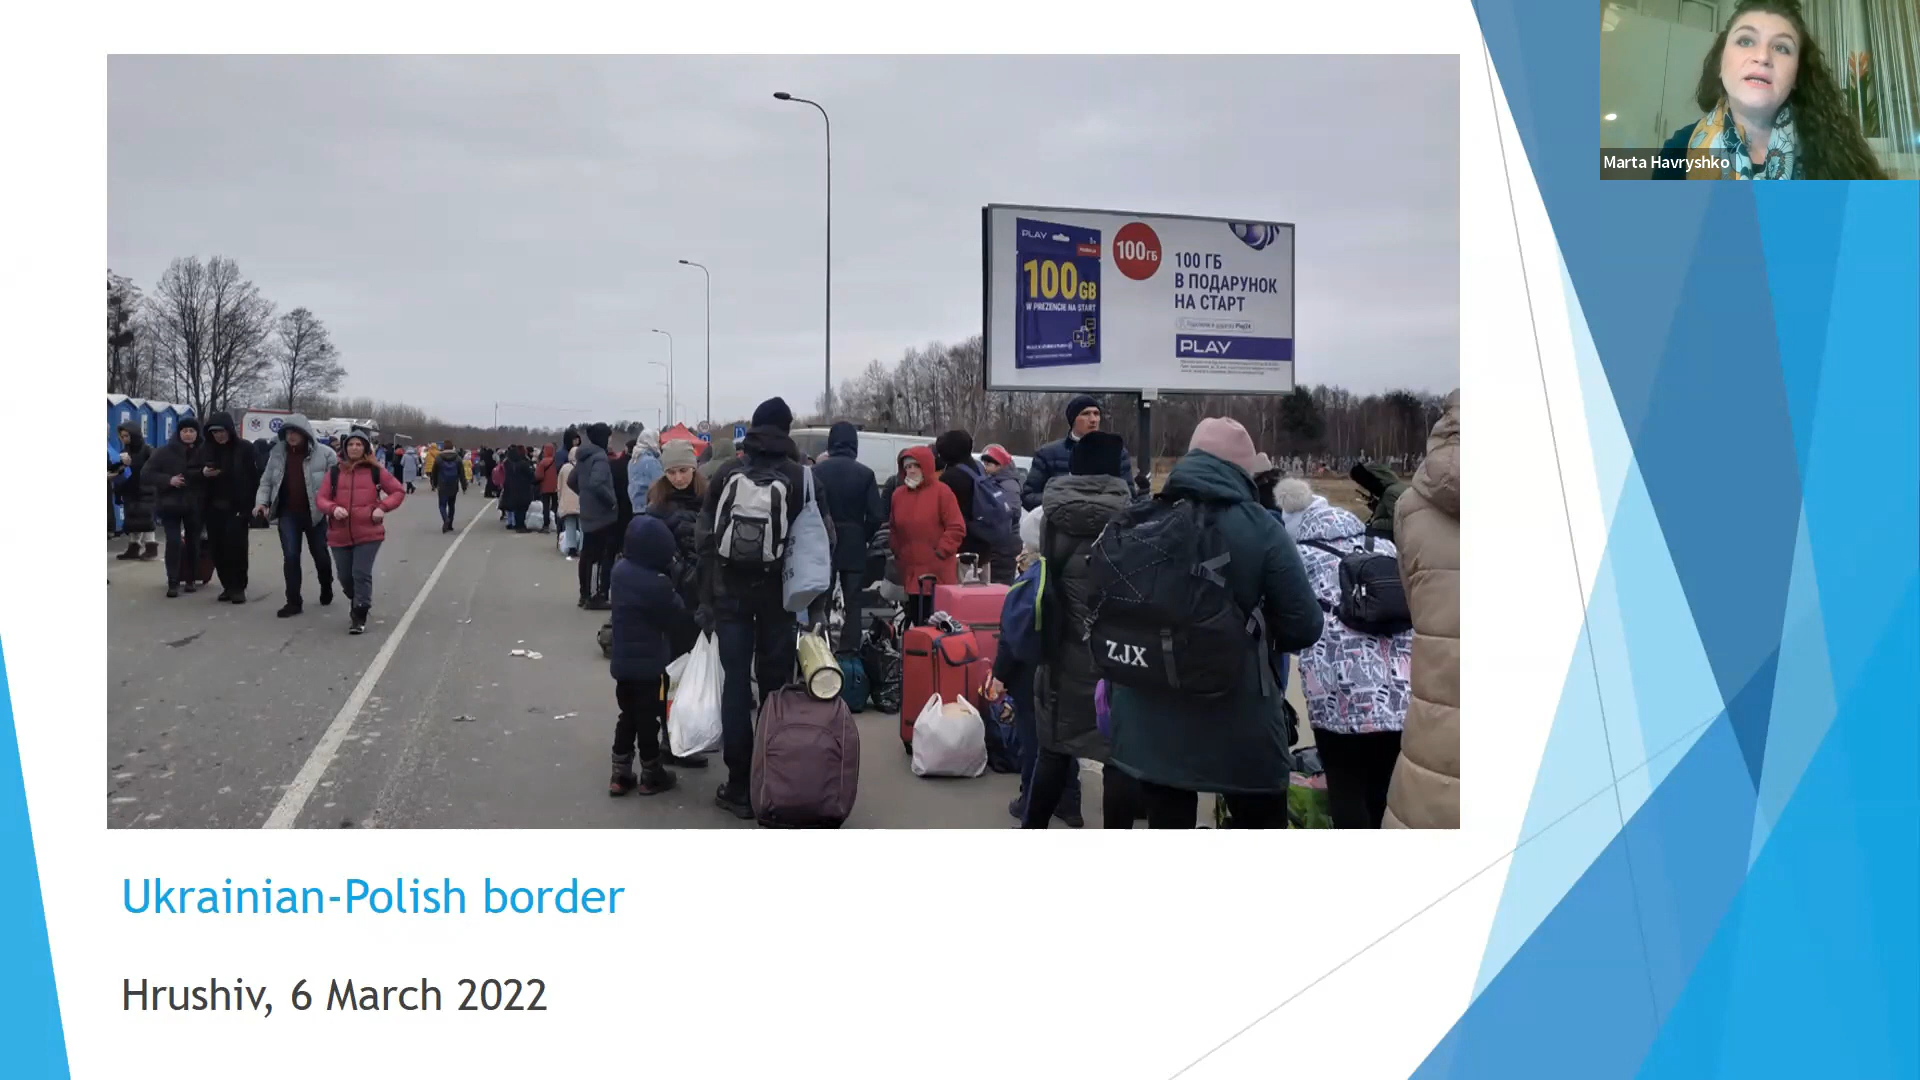 Marta Havryshko
PLAY
100GB
W PREZENCIE NA START
100ГБ
100 ГБ
В ПОДАРУНОК
НА СТАРТ
PLAY
ZJX
Ukrainian-Polish border
Hrushiv, 6 March 2022